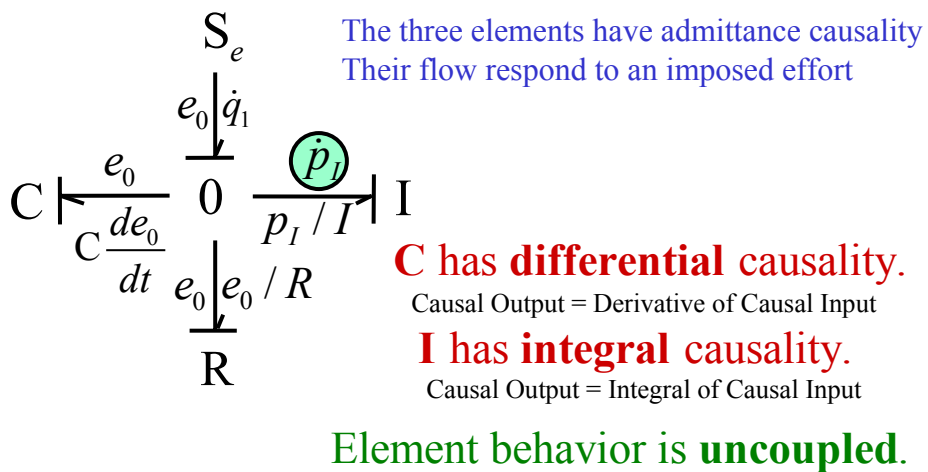 S_e
The three elements have admittance causality
Their flow respond to an imposed effort
e_0 q̇_1
e_0
ṗ_I
C
0
I
C de_0/dt
p_I / I
e_0 e_0 / R
R
C has differential causality.
Causal Output = Derivative of Causal Input
I has integral causality.
Causal Output = Integral of Causal Input
Element behavior is uncoupled.